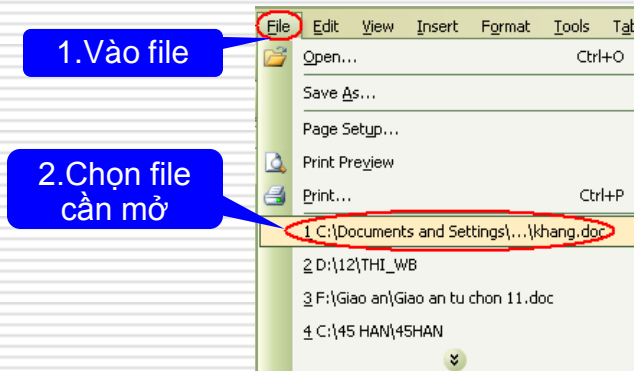 File Edit View Insert Format Tools Tab
1.Vào file
Open... Ctrl+O
Save As...
Page Setup...
Print Preview
2.Chọn file
cần mở
Print... Ctrl+P
1 C:\Documents and Settings\...\khang.doc
2 D:\12\THI_WB
3 F:\Giao an\Giao an tu chon 11.doc
4 C:\45 HAN\45HAN